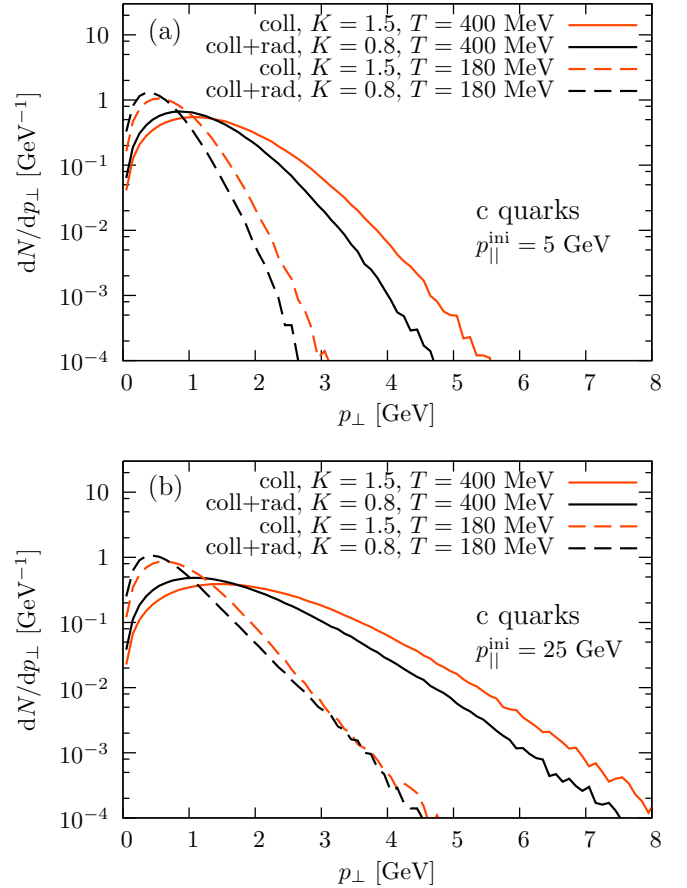 (a)
coll, K = 1.5, T = 400 MeV
coll+rad, K = 0.8, T = 400 MeV
coll, K = 1.5, T = 180 MeV
coll+rad, K = 0.8, T = 180 MeV
10
1
10⁻¹
10⁻²
10⁻³
10⁻⁴
dN/dp⊥ [GeV⁻¹]
c quarks
p||^ini = 5 GeV
0 1 2 3 4 5 6 7 8
p⊥ [GeV]
(b)
coll, K = 1.5, T = 400 MeV
coll+rad, K = 0.8, T = 400 MeV
coll, K = 1.5, T = 180 MeV
coll+rad, K = 0.8, T = 180 MeV
10
1
10⁻¹
10⁻²
10⁻³
10⁻⁴
dN/dp⊥ [GeV⁻¹]
c quarks
p||^ini = 25 GeV
0 1 2 3 4 5 6 7 8
p⊥ [GeV]